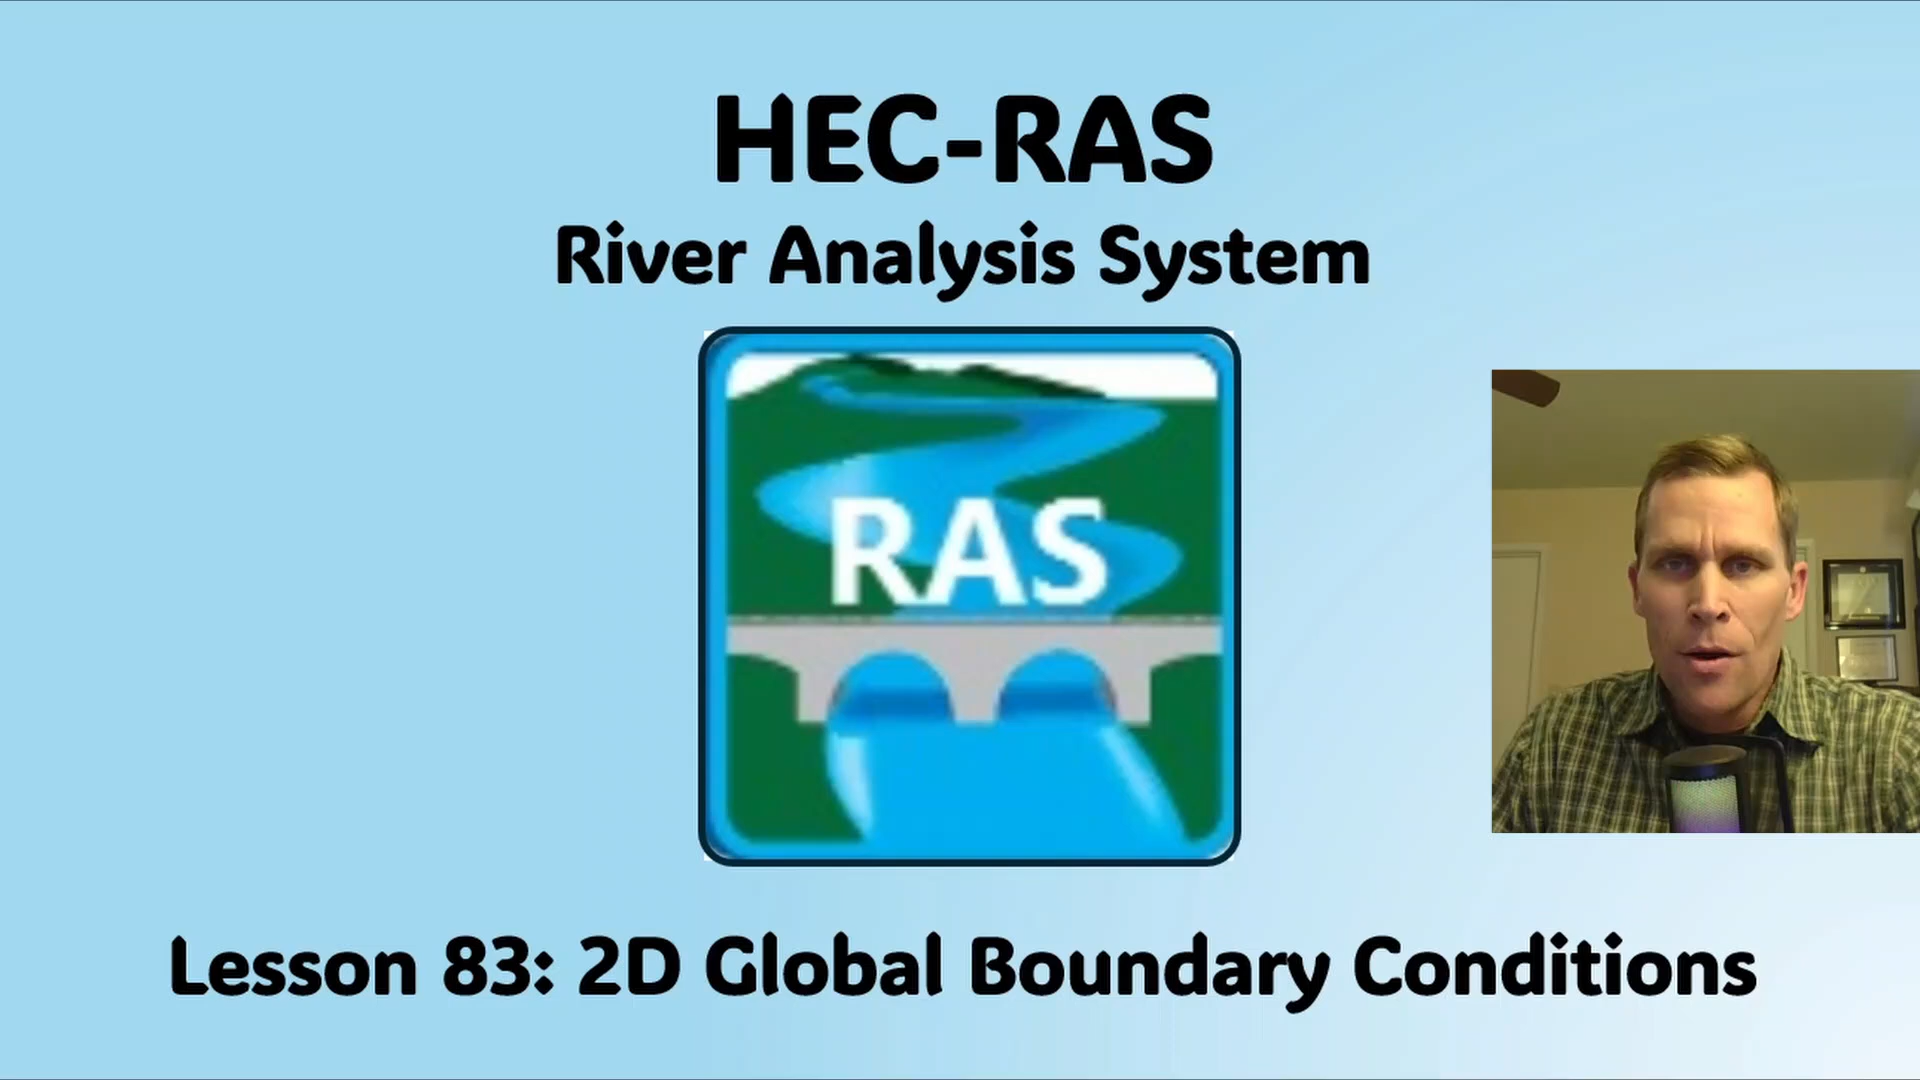 HEC-RAS
River Analysis System
RAS
Lesson 83: 2D Global Boundary Conditions